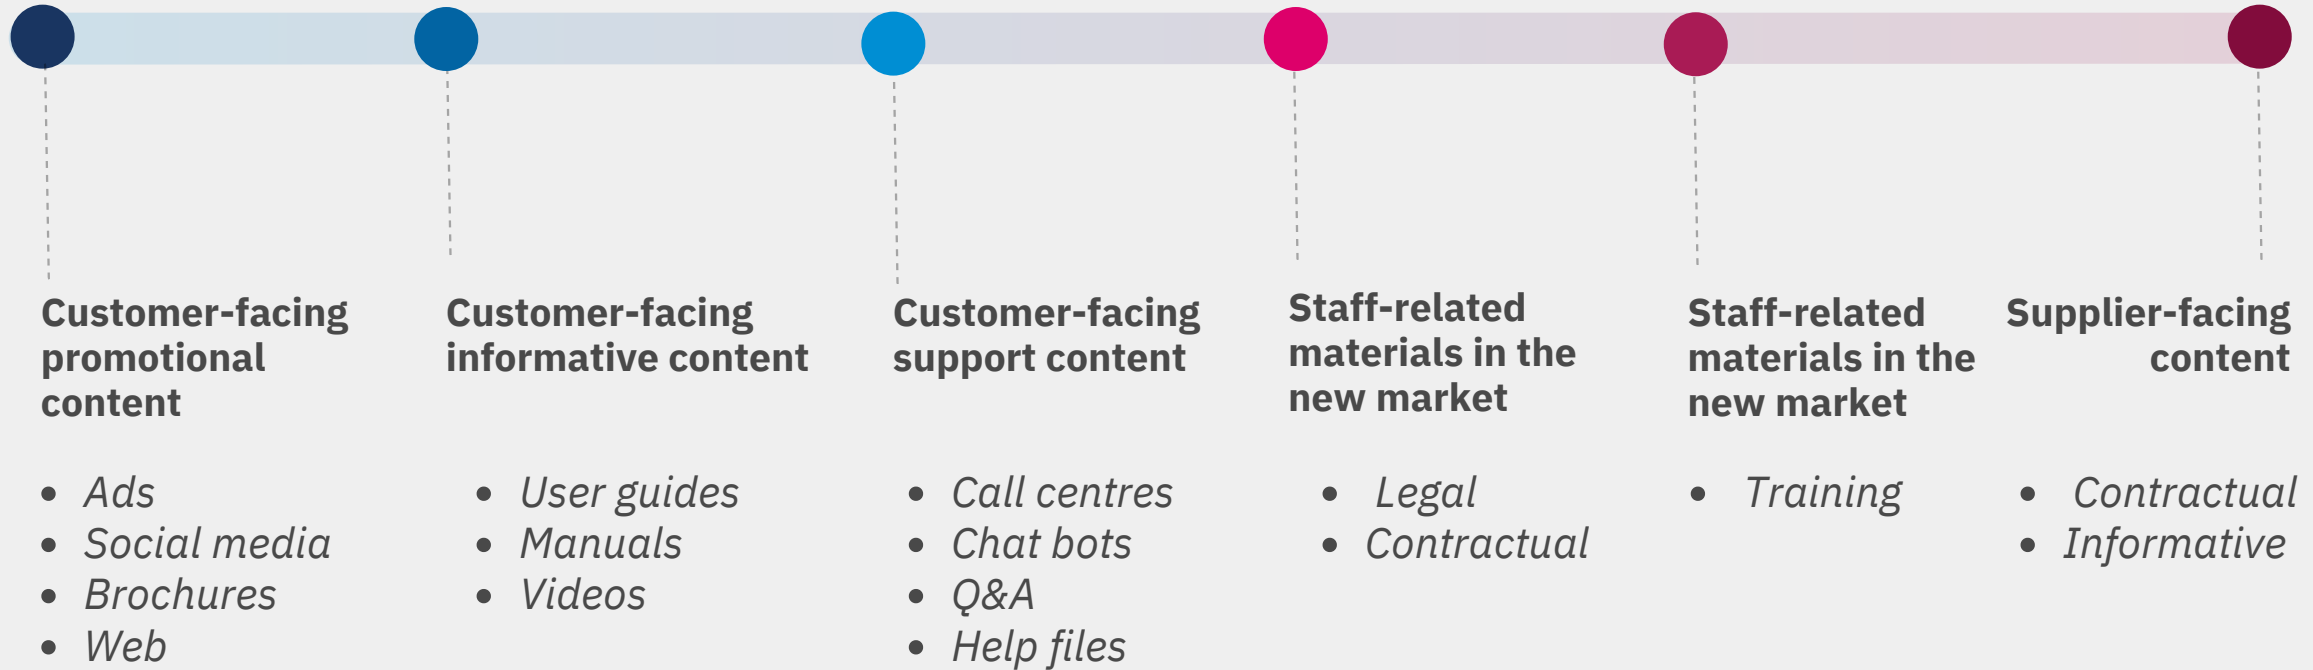 Customer-facing
promotional
content
• Ads
• Social media
• Brochures
• Web
Customer-facing
informative content
• User guides
• Manuals
• Videos
Customer-facing
support content
• Call centres
• Chat bots
• Q&A
• Help files
Staff-related
materials in the
new market
• Legal
• Contractual
Staff-related
materials in the
new market
• Training
Supplier-facing
content
• Contractual
• Informative